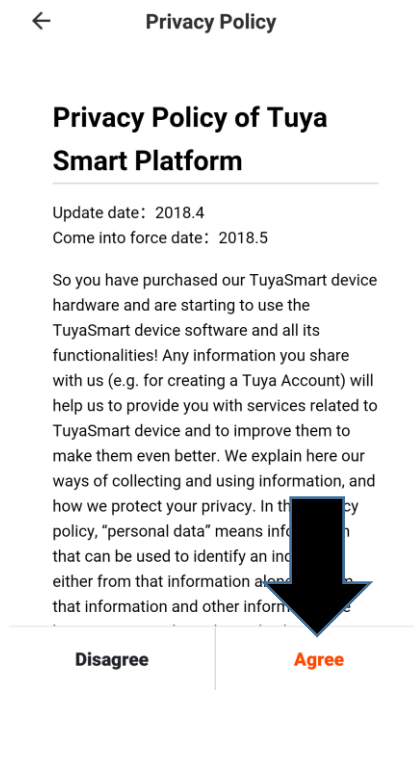 Privacy Policy
Privacy Policy of Tuya
Smart Platform
Update date：2018.4
Come into force date：2018.5
So you have purchased our TuyaSmart device
hardware and are starting to use the
TuyaSmart device software and all its
functionalities! Any information you share
with us (e.g. for creating a Tuya Account) will
help us to provide you with services related to
TuyaSmart device and to improve them to
make them even better. We explain here our
ways of collecting and using information, and
how we protect your privacy. In
policy, “personal data” means
that can be used to identify an
either from that information
that information and other
Disagree
Agree